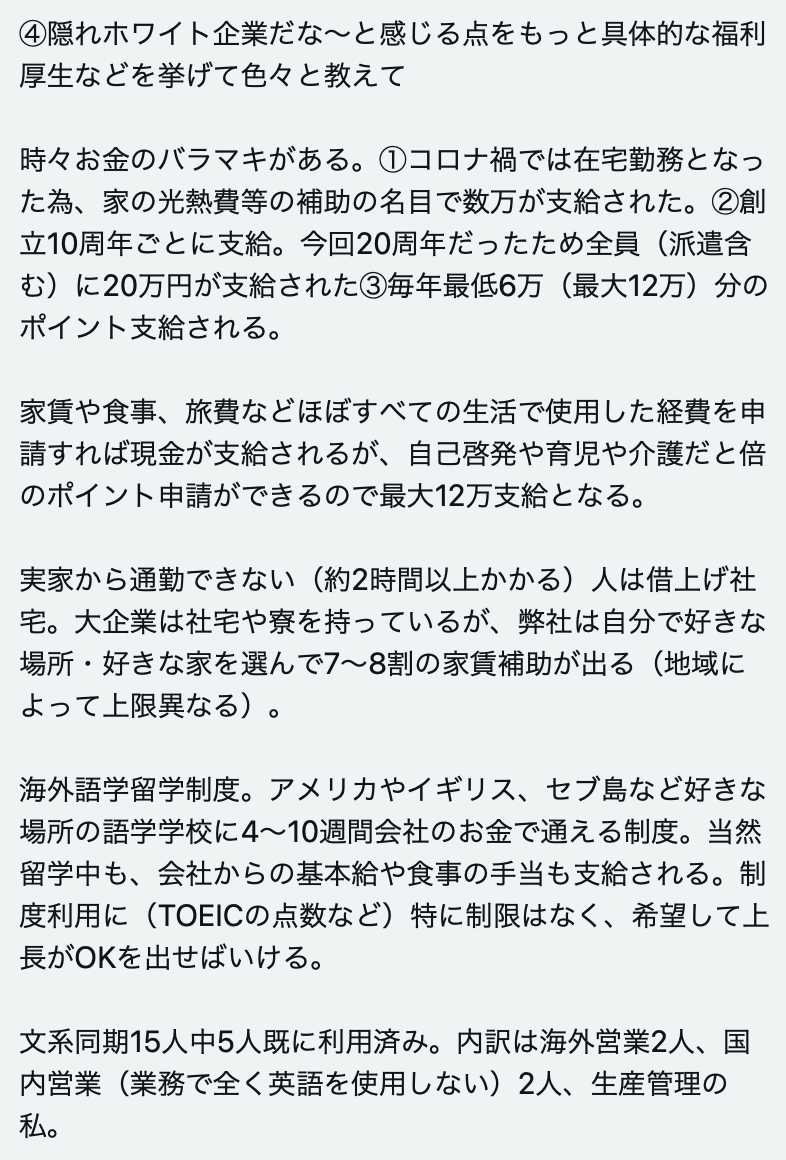 ④隠れホワイト企業だな〜と感じる点をもっと具体的な福利
厚生などを挙げて色々と教えて
時々お金のバラマキがある。①コロナ禍では在宅勤務となっ
た為、家の光熱費等の補助の名目で数万が支給された。②創
立10周年ごとに支給。今回20周年だったため全員（派遣含
む）に20万円が支給された③毎年最低6万（最大12万）分の
ポイント支給される。
家賃や食事、旅費などほぼすべての生活で使用した経費を申
請すれば現金が支給されるが、自己啓発や育児や介護だと倍
のポイント申請ができるので最大12万支給となる。
実家から通勤できない（約2時間以上かかる）人は借上げ社
宅。大企業は社宅や寮を持っているが、弊社は自分で好きな
場所・好きな家を選んで7〜8割の家賃補助が出る（地域に
よって上限異なる）。
海外語学留学制度。アメリカやイギリス、セブ島など好きな
場所の語学学校に4〜10週間会社のお金で通える制度。当然
留学中も、会社からの基本給や食事の手当も支給される。制
度利用に（TOEICの点数など）特に制限はなく、希望して上
長がOKを出せばいける。
文系同期15人中5人既に利用済み。内訳は海外営業2人、国
内営業（業務で全く英語を使用しない）2人、生産管理の
私。